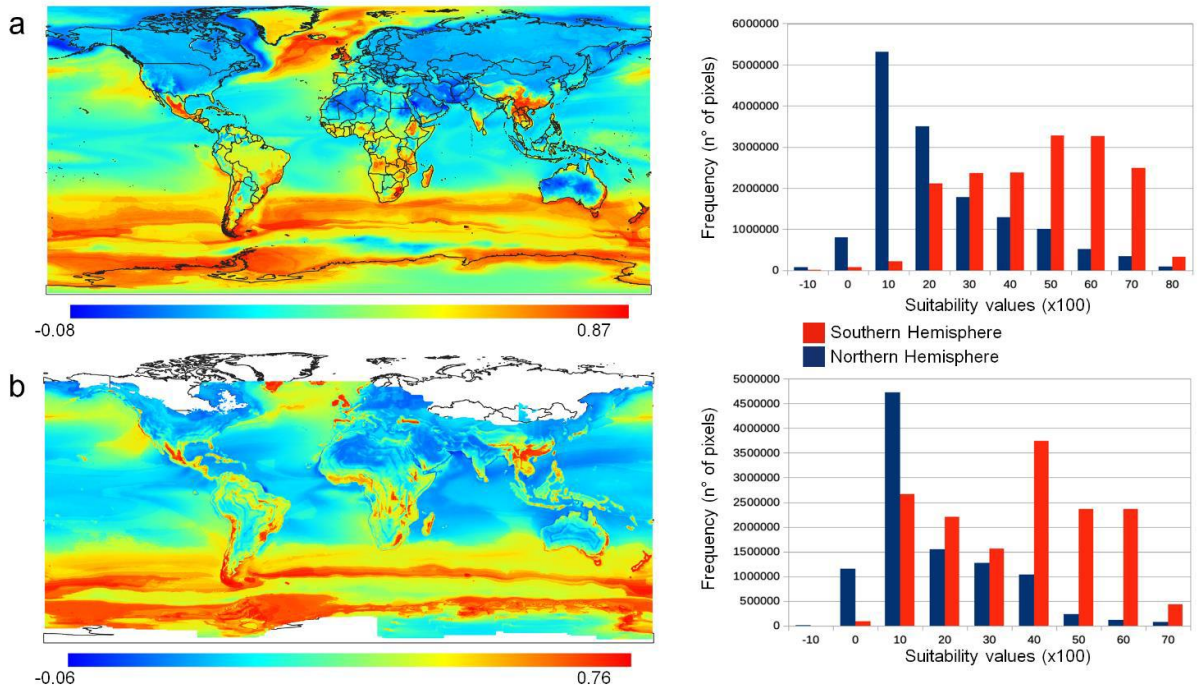 a
-0.08
0.87
Frequency (n° of pixels)
6000000
5000000
4000000
3000000
2000000
1000000
0
-10 0 10 20 30 40 50 60 70 80
Suitability values (x100)
Southern Hemisphere
Northern Hemisphere
b
-0.06
0.76
Frequency (n° of pixels)
5000000
4500000
4000000
3500000
3000000
2500000
2000000
1500000
1000000
500000
0
-10 0 10 20 30 40 50 60 70
Suitability values (x100)